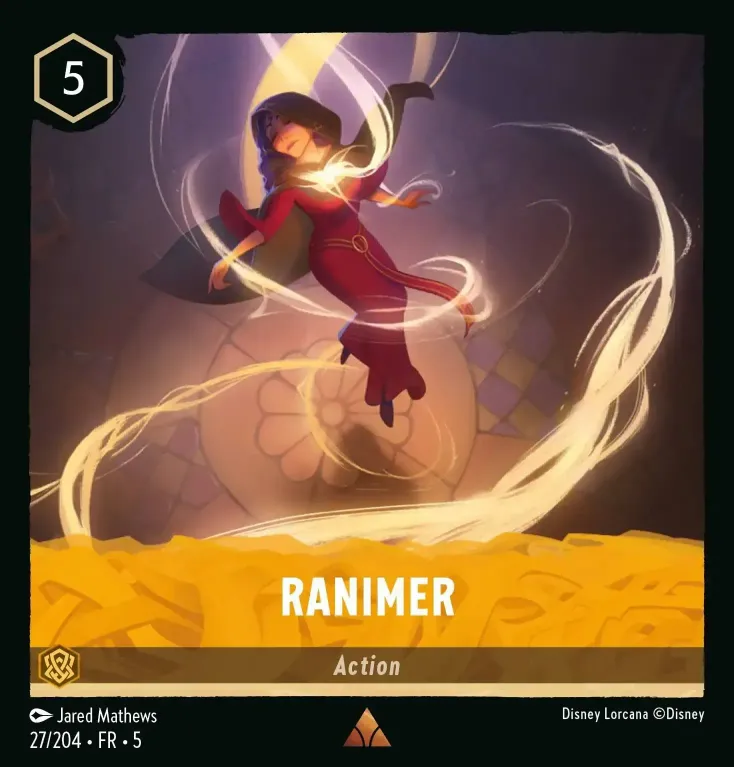 5
RANIMER
Action
Jared Mathews
Disney Lorcana ©Disney
27/204 • FR • 5